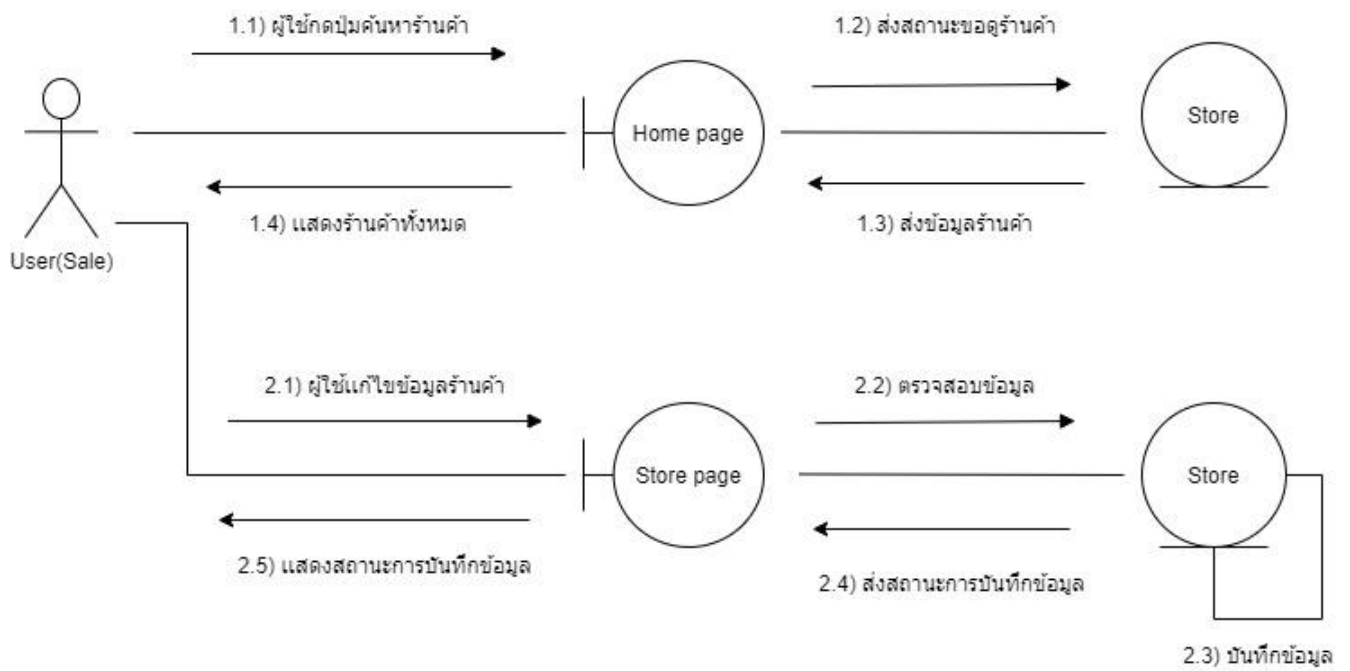 1.1) ผู้ใช้กดปุ่มค้นหาร้านค้า
1.2) ส่งสถานะขอดูร้านค้า
Home page
Store
1.4) แสดงร้านค้าทั้งหมด
1.3) ส่งข้อมูลร้านค้า
User(Sale)
2.1) ผู้ใช้แก้ไขข้อมูลร้านค้า
2.2) ตรวจสอบข้อมูล
Store page
Store
2.5) แสดงสถานะการบันทึกข้อมูล
2.4) ส่งสถานะการบันทึกข้อมูล
2.3) บันทึกข้อมูล